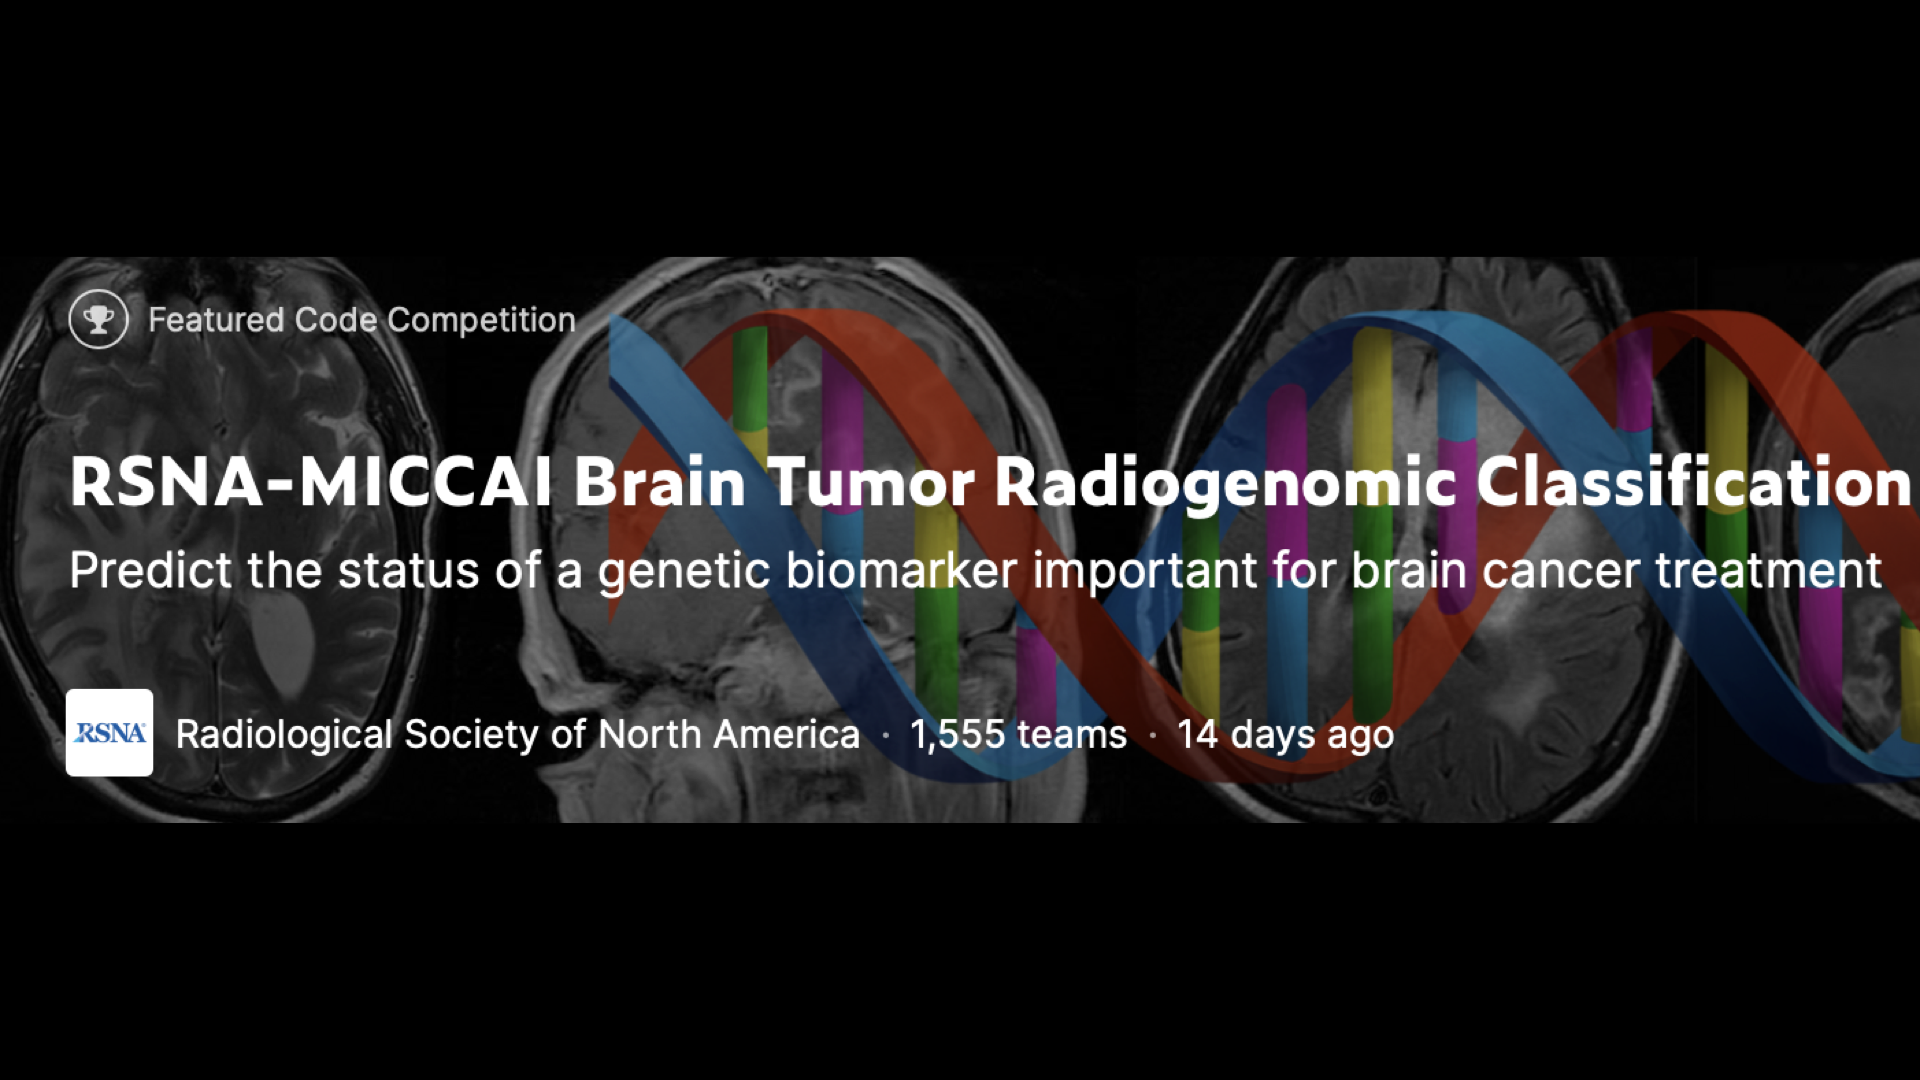 Featured Code Competition
RSNA-MICCAI Brain Tumor Radiogenomic Classification
Predict the status of a genetic biomarker important for brain cancer treatment
RSNA
Radiological Society of North America · 1,555 teams · 14 days ago